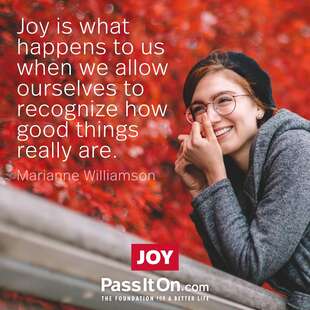 Joy is what
happens to us
when we allow
ourselves to
recognize how
good things
really are.
Marianne Williamson
JOY
PassItOn.com
THE FOUNDATION FOR A BETTER LIFE